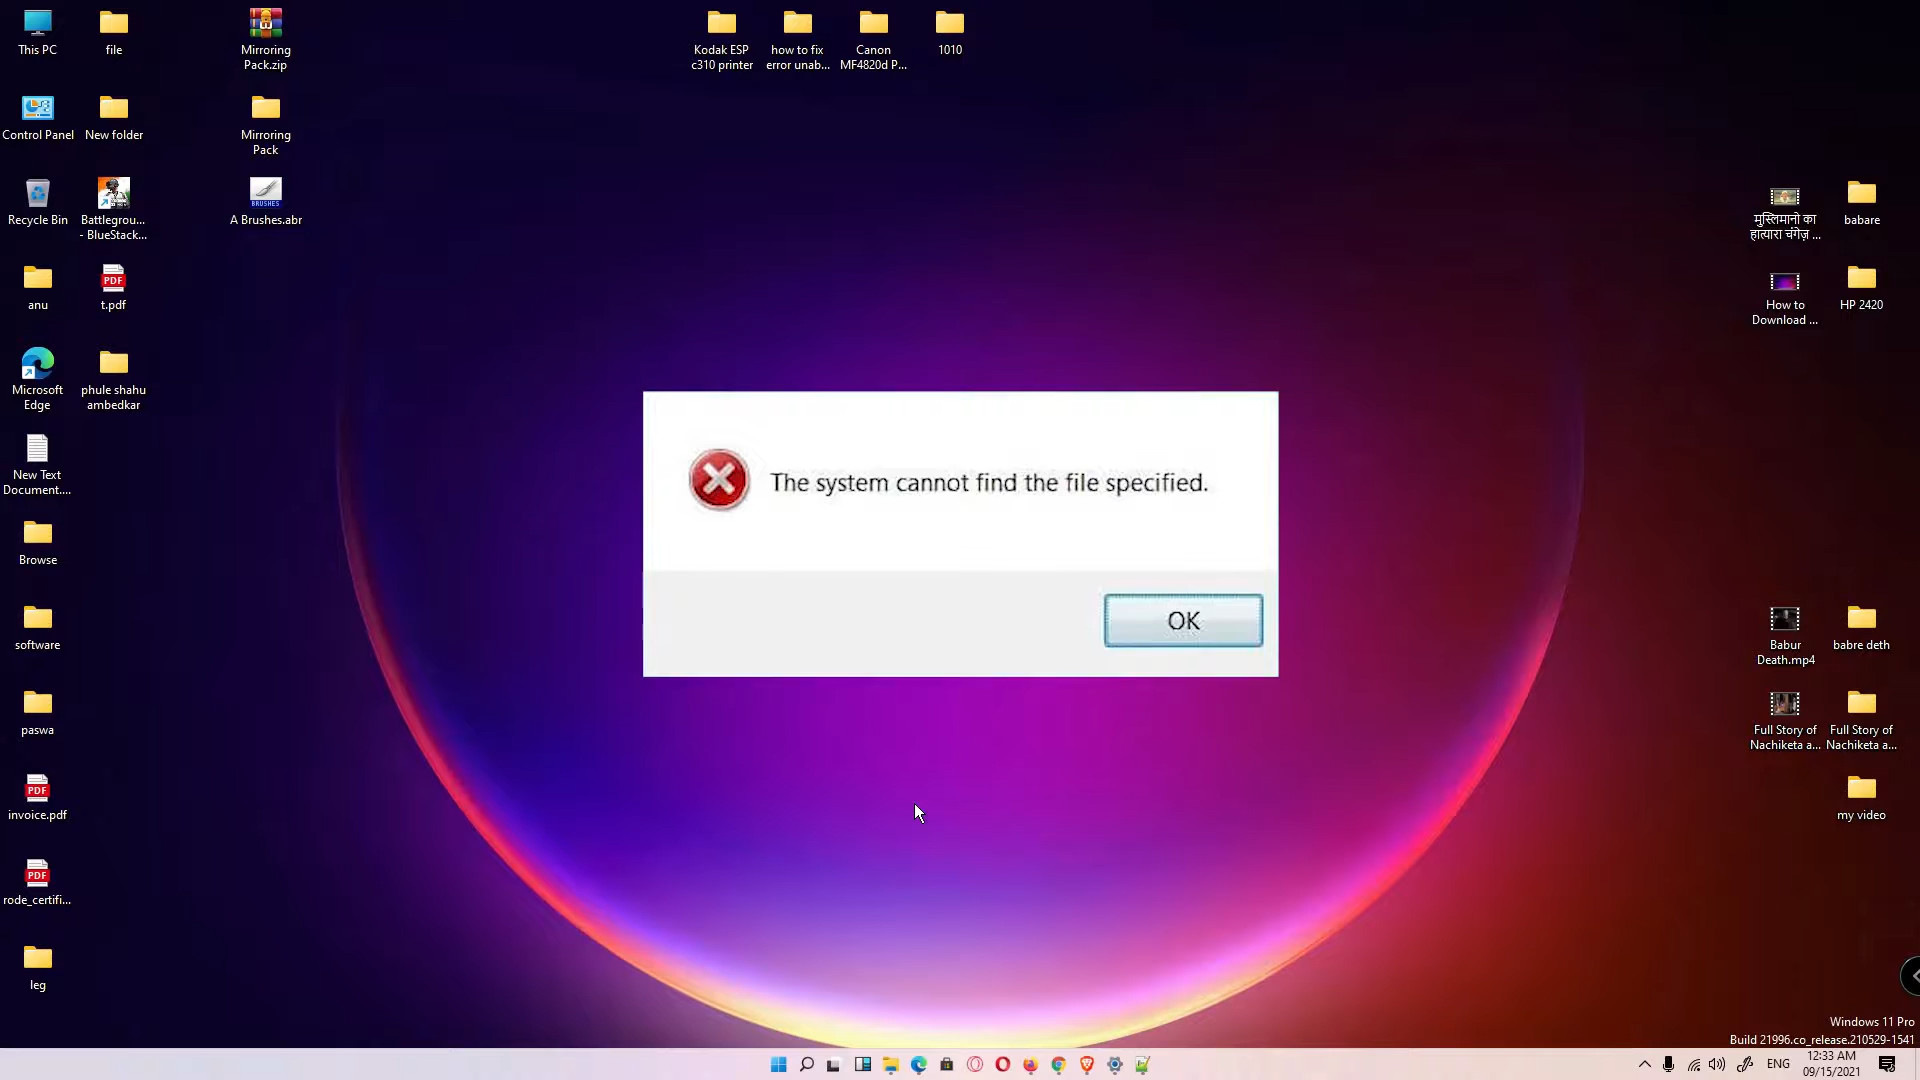 This PC
file
Mirroring
Pack.zip
Kodak ESP
c310 printer
how to fix
error unab...
Canon
MF4820d P...
1010
Control Panel
New folder
Mirroring
Pack
Recycle Bin
Battlegrou...
- BlueStack...
BRUSHES
A Brushes.abr
मुस्लिमानो का
हात्यारा चंगेज़ ...
babare
anu
PDF
t.pdf
How to
Download ...
HP 2420
Microsoft
Edge
phule shahu
ambedkar
New Text
Document....
The system cannot find the file specified.
OK
Browse
software
Babur
Death.mp4
babre deth
paswa
Full Story of
Nachiketa a...
Full Story of
Nachiketa a...
PDF
invoice.pdf
my video
PDF
rode_certifi...
leg
Windows 11 Pro
Build 21996.co_release.210529-1541
ENG
12:33 AM
09/15/2021